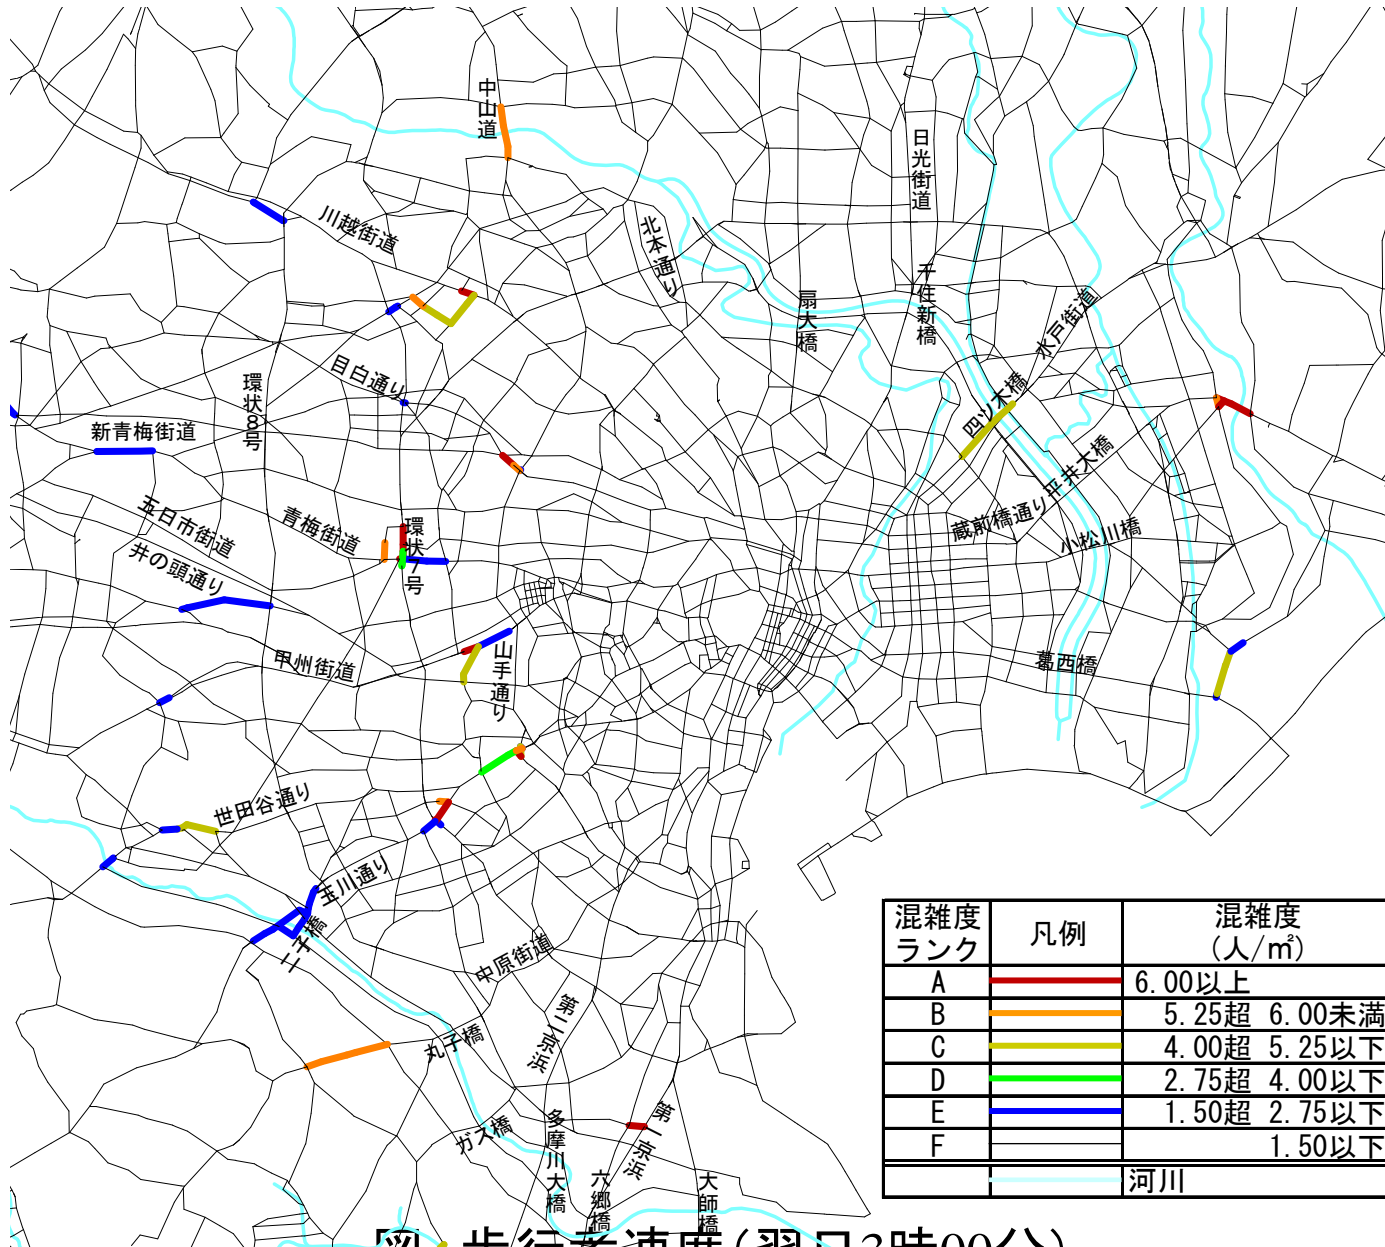 中山道
日光街道
川越街道
北本通り
千住新橋
扇大橋
水戸街道
目白通り
環状8号
四ツ木橋
新青梅街道
平井大橋
五日市街道
青梅街道
環状7号
蔵前橋通り
小松川橋
井の頭通り
甲州街道
山手通り
葛西橋
世田谷通り
玉川通り
二子橋
中原街道
第二京浜
丸子橋
ガス橋
多摩川大橋
第一京浜
六郷橋
大師橋
混雑度ランク 凡例 混雑度(人/㎡)
A 6.00以上
B 5.25超 6.00未満
C 4.00超 5.25以下
D 2.75超 4.00以下
E 1.50超 2.75以下
F 1.50以下
河川